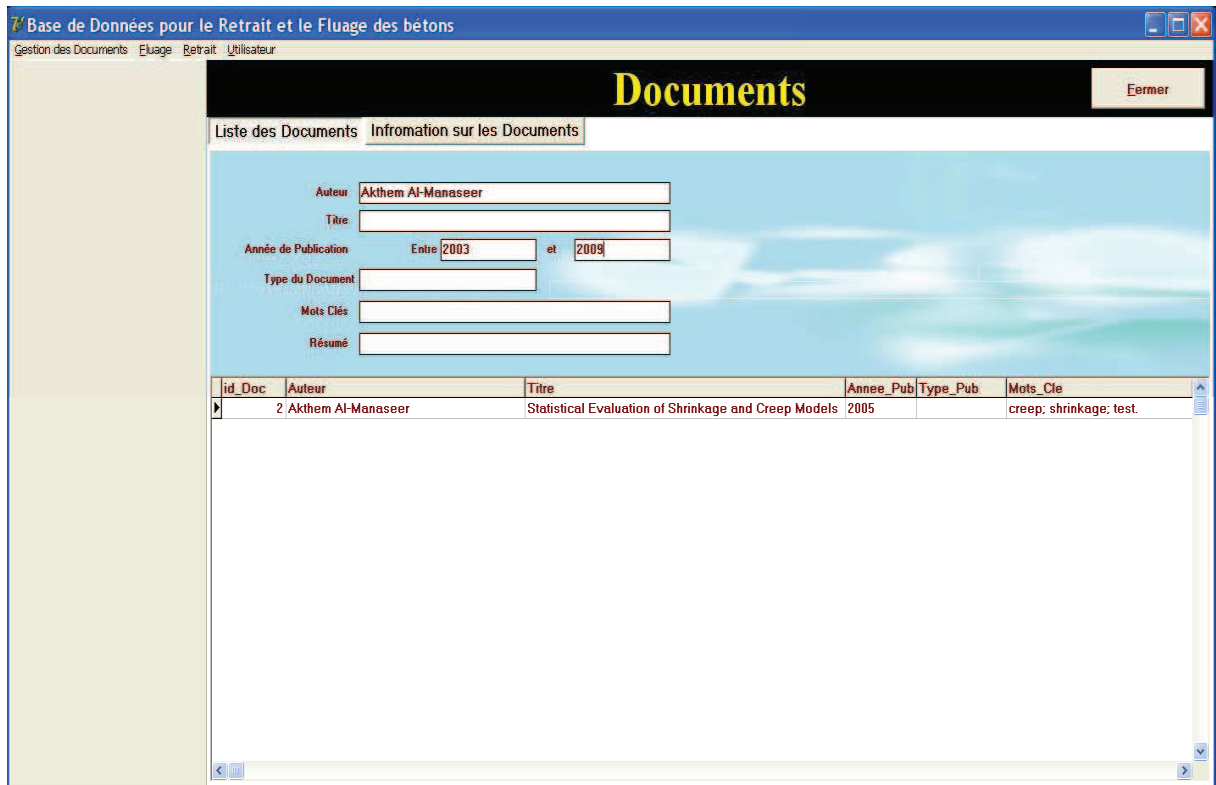 Base de Données pour le Retrait et le Fluage des bétons
Gestion des Documents Fluage Retrait Utilisateur
Documents
Fermer
Liste des Documents Infromation sur les Documents
Auteur Akthem Al-Manaseer
Titre
Année de Publication Entre 2003 et 2009
Type du Document
Mots Clés
Résumé
id_Doc Auteur Titre Annee_Pub Type_Pub Mots_Cle
2 Akthem Al-Manaseer Statistical Evaluation of Shrinkage and Creep Models 2005 creep; shrinkage; test.